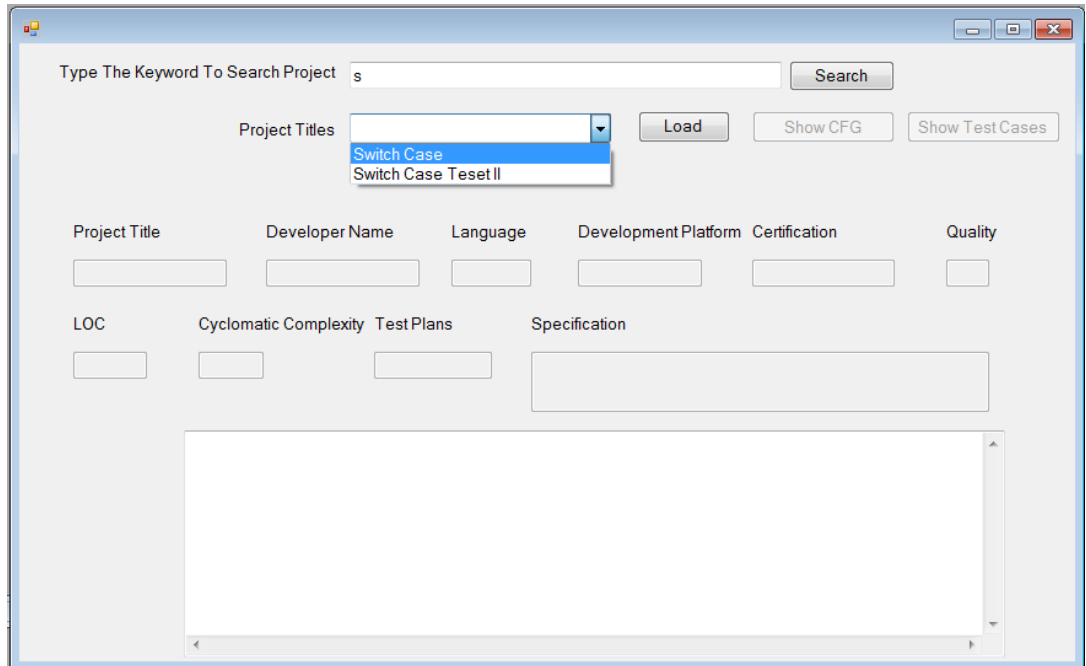 Type The Keyword To Search Project s Search
Project Titles Load Show CFG Show Test Cases
Switch Case
Switch Case Teset II
Project Title Developer Name Language Development Platform Certification Quality
LOC Cyclomatic Complexity Test Plans Specification